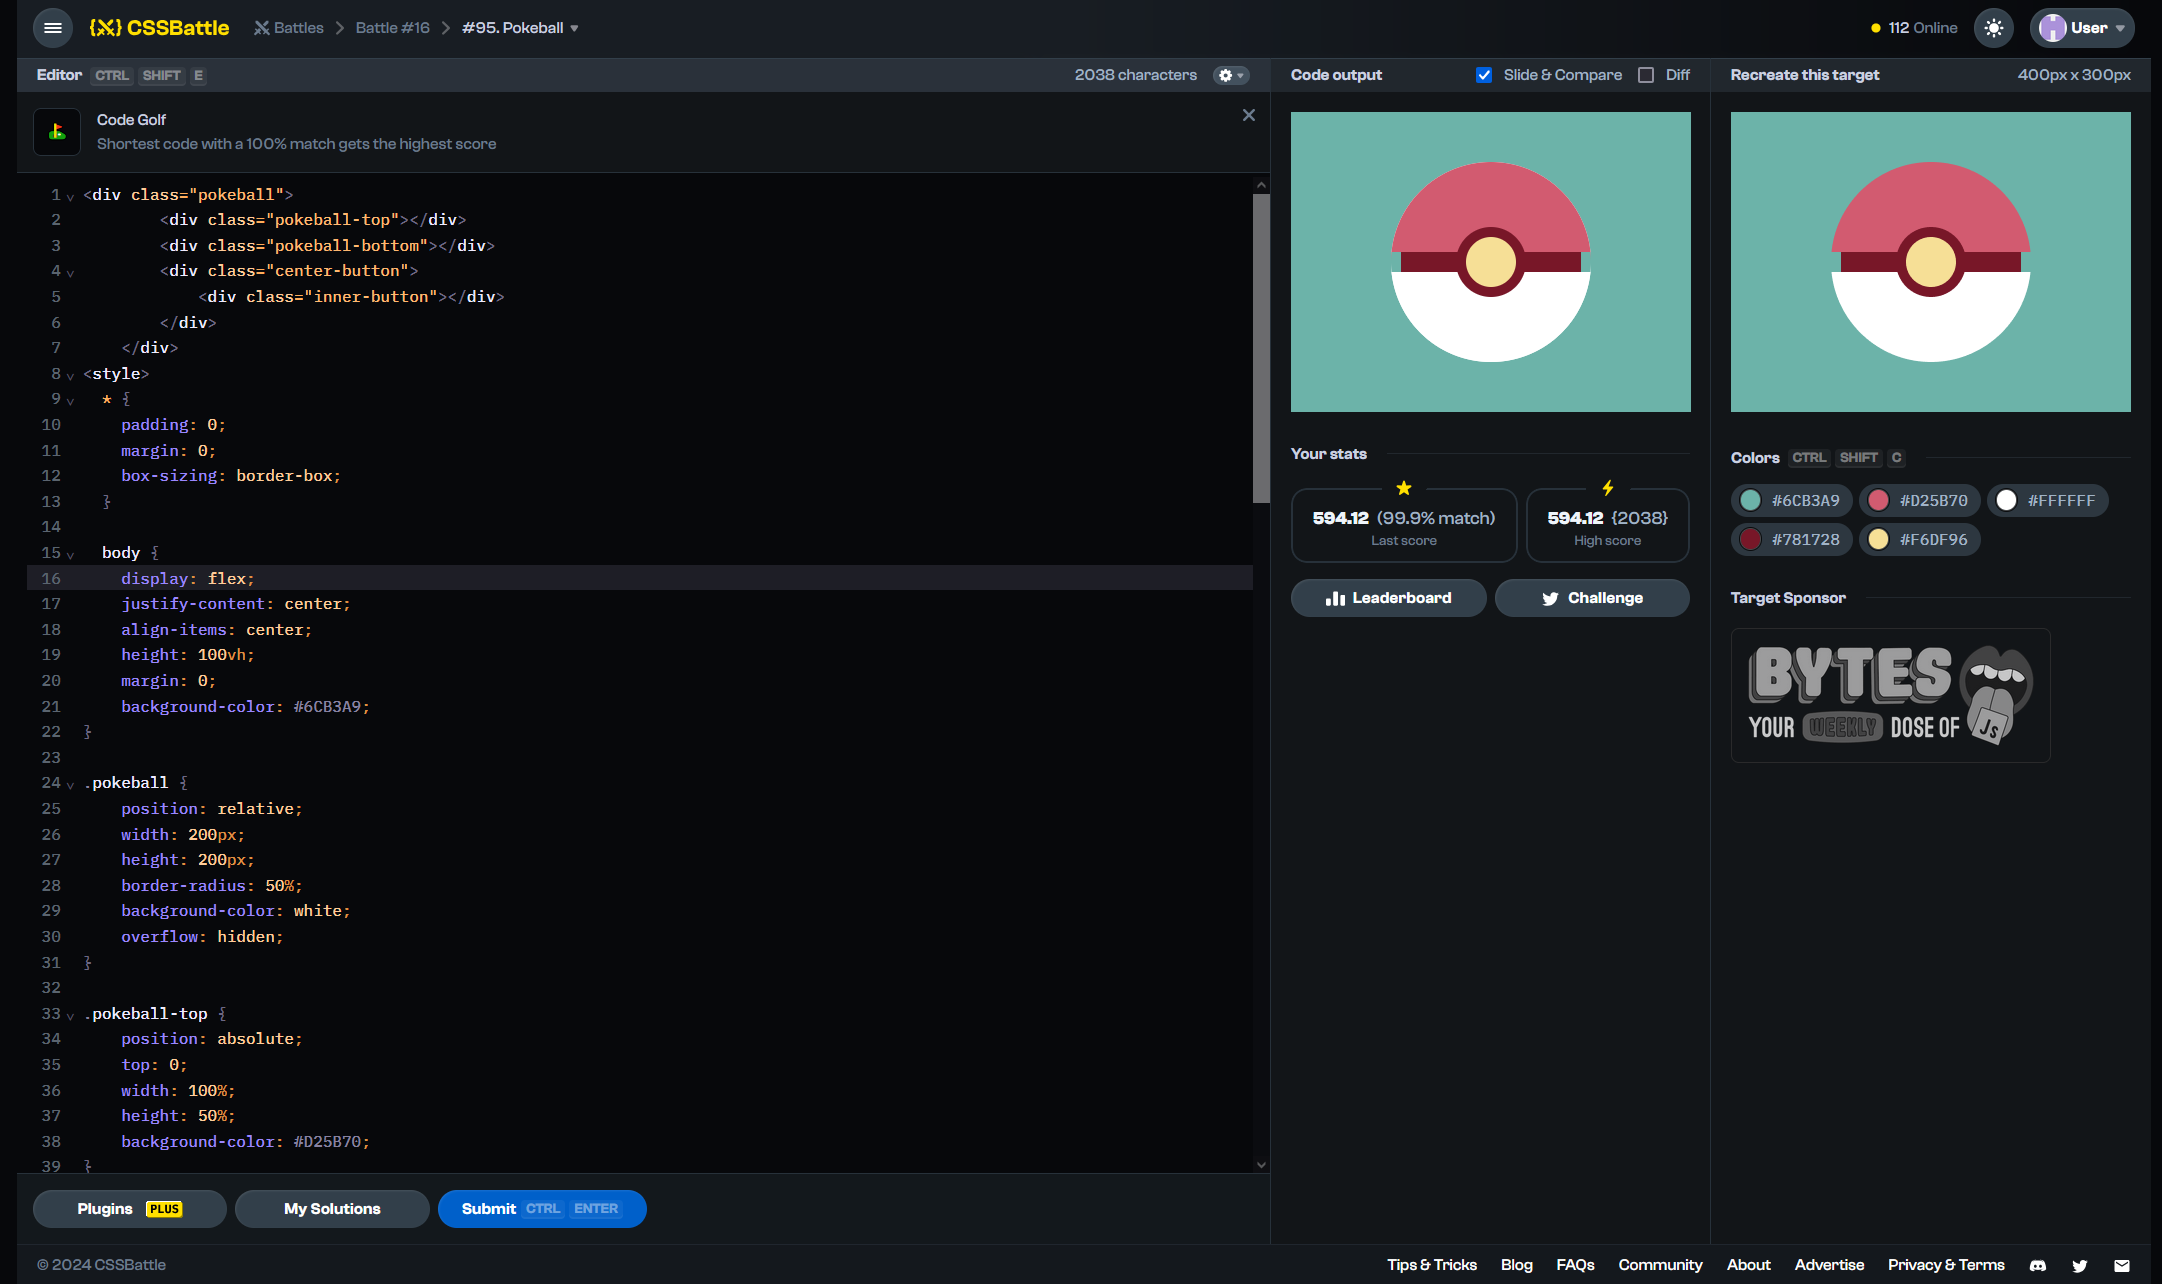 {X} CSSBattle Battles Battle #16 #95. Pokeball 112 Online User
Editor CTRL SHIFT E 2038 characters
Code output Slide & Compare Diff
Recreate this target 400px x 300px
Code Golf
Shortest code with a 100% match gets the highest score
1 <div class="pokeball">
2 <div class="pokeball-top"></div>
3 <div class="pokeball-bottom"></div>
4 <div class="center-button">
5 <div class="inner-button"></div>
6 </div>
7 </div>
8 <style>
9 * {
10 padding: 0;
11 margin: 0;
12 box-sizing: border-box;
13 }
14
15 body {
16 display: flex;
17 justify-content: center;
18 align-items: center;
19 height: 100vh;
20 margin: 0;
21 background-color: #6CB3A9;
22 }
23
24 .pokeball {
25 position: relative;
26 width: 200px;
27 height: 200px;
28 border-radius: 50%;
29 background-color: white;
30 overflow: hidden;
31 }
32
33 .pokeball-top {
34 position: absolute;
35 top: 0;
36 width: 100%;
37 height: 50%;
38 background-color: #D25B70;
39 }
Plugins PLUS My Solutions Submit CTRL ENTER
Your stats
594.12 (99.9% match)
Last score
594.12 {2038}
High score
Leaderboard Challenge
Colors CTRL SHIFT C
#6CB3A9 #D25B70 #FFFFFF
#781728 #F6DF96
Target Sponsor
BYTES
YOUR WEEKLY DOSE OF JS
© 2024 CSSBattle Tips & Tricks Blog FAQs Community About Advertise Privacy & Terms